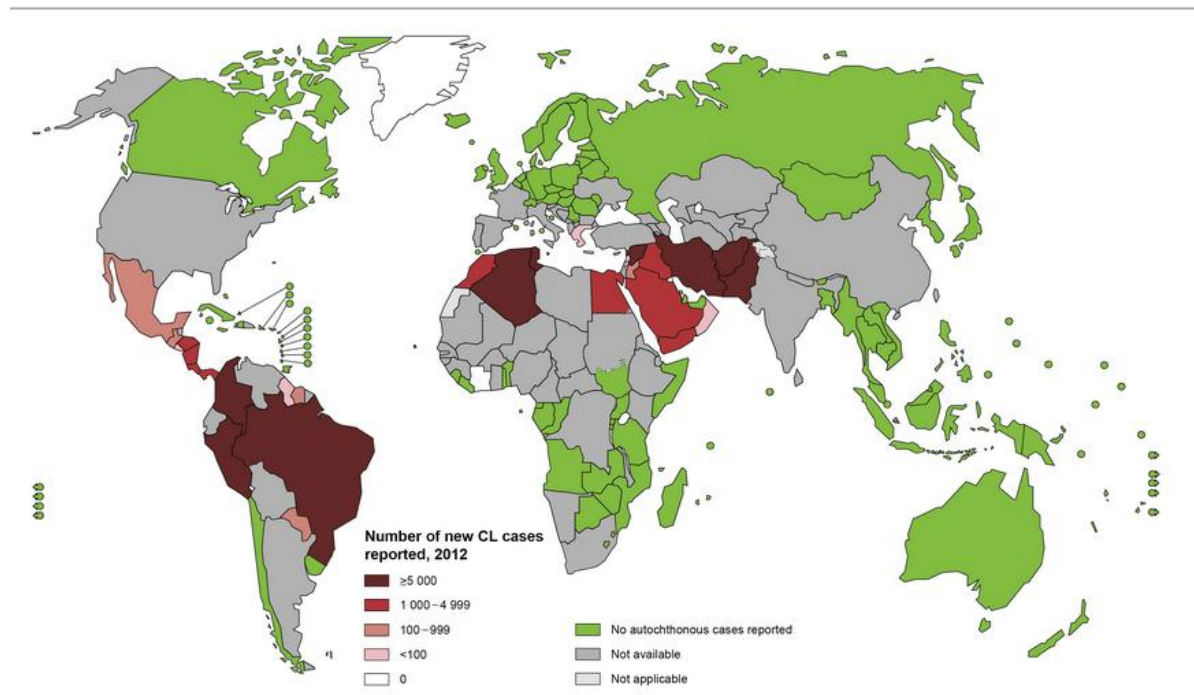 Number of new CL cases
reported, 2012
≥5 000
1 000–4 999
100–999
<100
0
No autochthonous cases reported
Not available
Not applicable